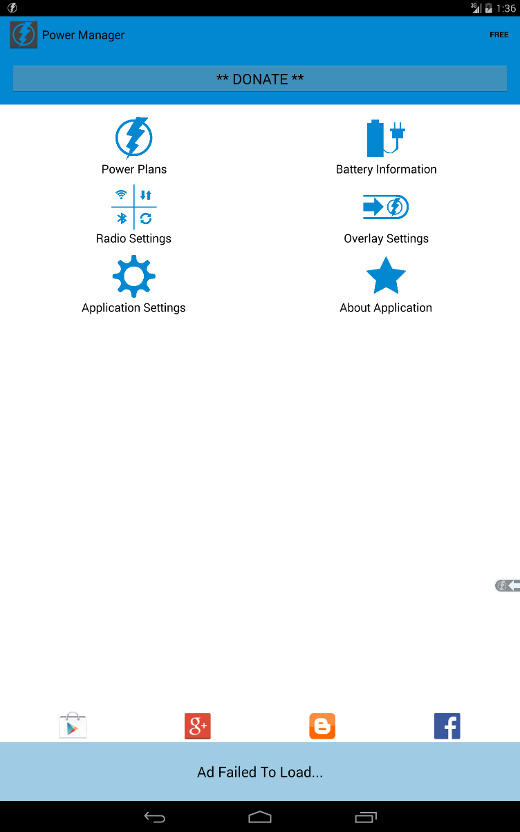 3G 1:36
Power Manager FREE
** DONATE **
Power Plans Battery Information
Radio Settings Overlay Settings
Application Settings About Application
g+
Ad Failed To Load...